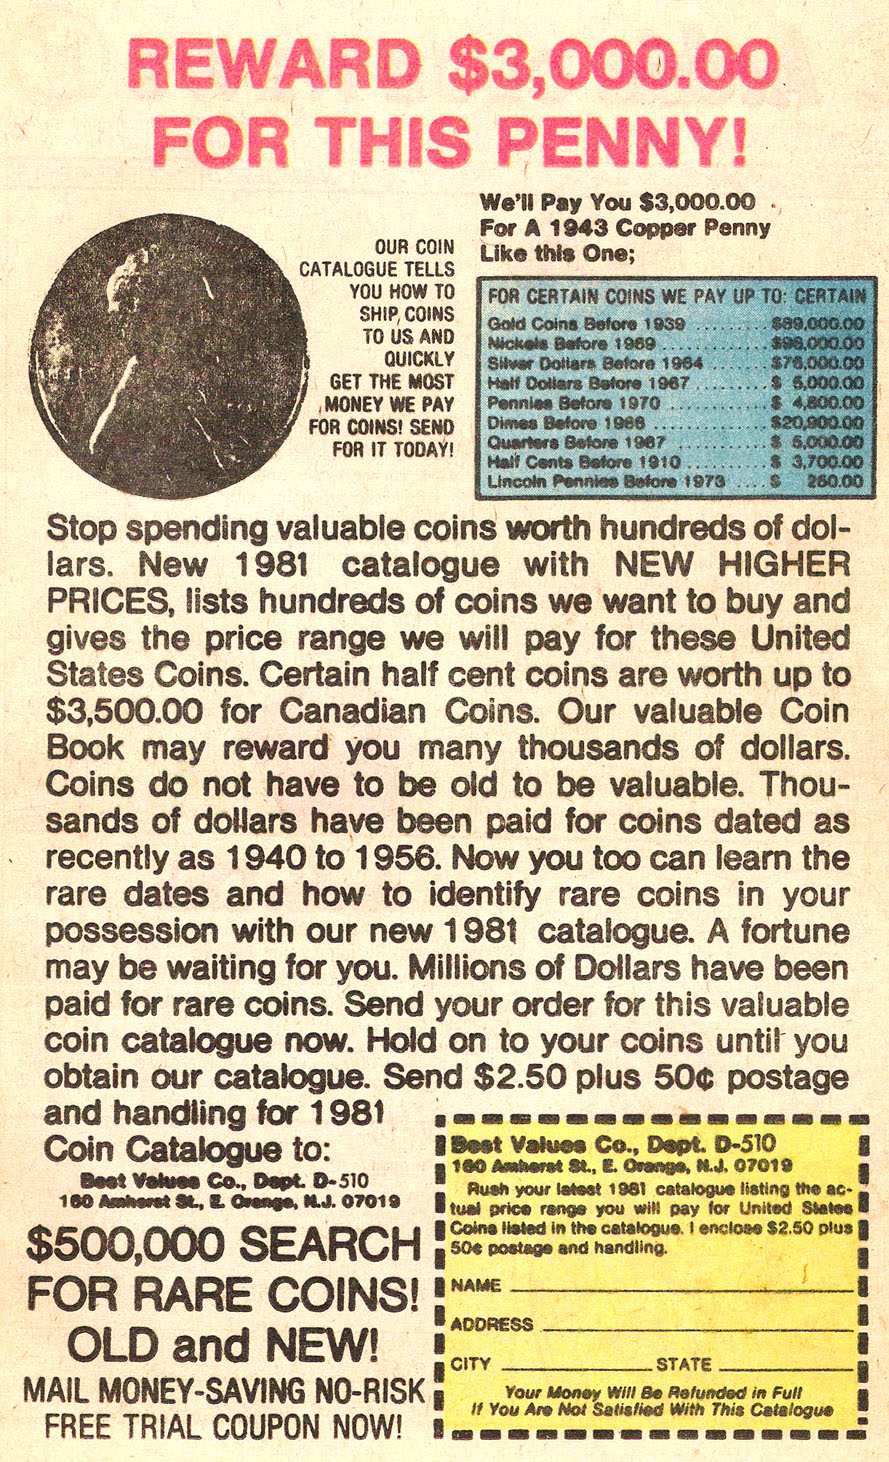 REWARD $3,000.00
FOR THIS PENNY!
We'll Pay You $3,000.00
For A 1943 Copper Penny
Like this One;
OUR COIN
CATALOGUE TELLS
YOU HOW TO
SHIP, COINS
TO US AND
QUICKLY
GET THE MOST
MONEY WE PAY
FOR COINS! SEND
FOR IT TODAY!
FOR CERTAIN COINS WE PAY UP TO: CERTAIN
Gold Coins Before 1939 .......... $89,000.00
Nickels Before 1969 .......... $98,000.00
Silver Dollars Before 1964 .......... $76,000.00
Half Dollars Before 1967 .......... $ 5,000.00
Pennies Before 1970 .......... $ 4,800.00
Dimes Before 1966 .......... $20,900.00
Quarters Before 1967 .......... $ 5,000.00
Half Cents Before 1910 .......... $ 3,700.00
Lincoln Pennies Before 1973 .... $ 250.00
Stop spending valuable coins worth hundreds of dol-
lars. New 1981 catalogue with NEW HIGHER
PRICES, lists hundreds of coins we want to buy and
gives the price range we will pay for these United
States Coins. Certain half cent coins are worth up to
$3,500.00 for Canadian Coins. Our valuable Coin
Book may reward you many thousands of dollars.
Coins do not have to be old to be valuable. Thou-
sands of dollars have been paid for coins dated as
recently as 1940 to 1956. Now you too can learn the
rare dates and how to identify rare coins in your
possession with our new 1981 catalogue. A fortune
may be waiting for you. Millions of Dollars have been
paid for rare coins. Send your order for this valuable
coin catalogue now. Hold on to your coins until you
obtain our catalogue. Send $2.50 plus 50¢ postage
and handling for 1981
Coin Catalogue to:
Best Values Co., Dept. D-510
160 Amherst St., E. Orange, N.J. 07019
$500,000 SEARCH
FOR RARE COINS!
OLD and NEW!
MAIL MONEY-SAVING NO-RISK
FREE TRIAL COUPON NOW!
Best Values Co., Dept. D-510
160 Amherst St., E. Orange, N.J. 07019
Rush your latest 1981 catalogue listing the ac-
tual price range you will pay for United States
Coins listed in the catalogue. I enclose $2.50 plus
50¢ postage and handling.
NAME
ADDRESS
CITY STATE
Your Money Will Be Refunded in Full
If You Are Not Satisfied With This Catalogue